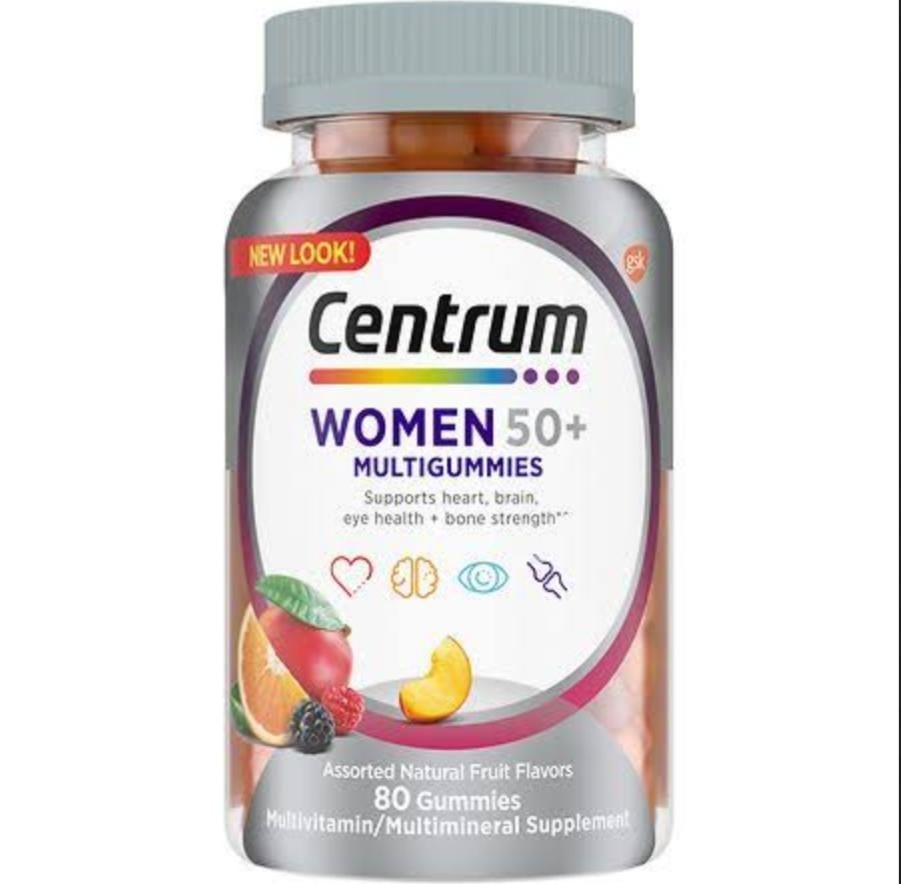 NEW LOOK!
gsk
Centrum
WOMEN 50+
MULTIGUMMIES
Supports heart, brain,
eye health + bone strength*^
Assorted Natural Fruit Flavors
80 Gummies
Multivitamin/Multimineral Supplement